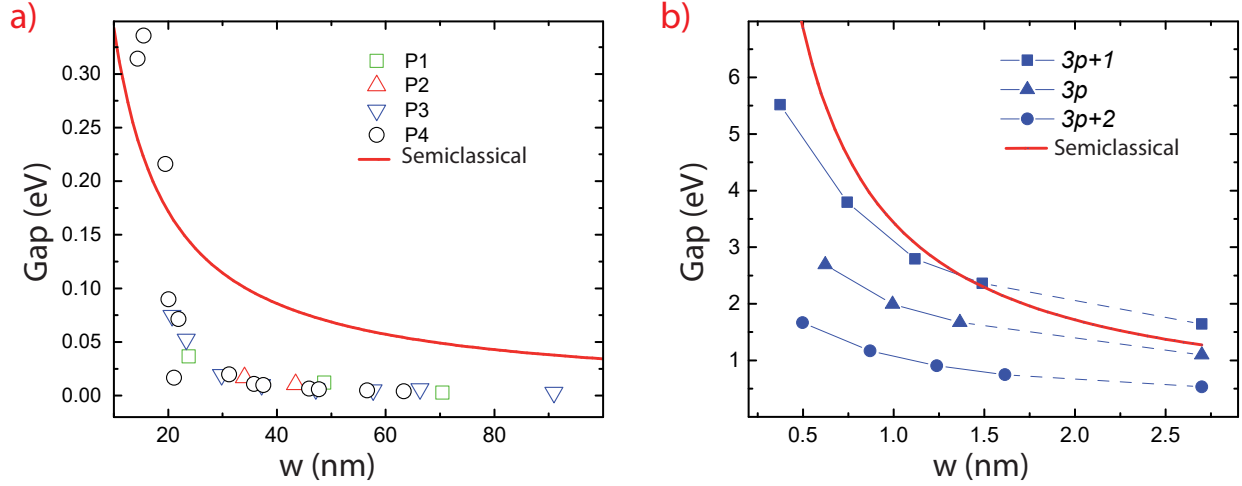 a)
Gap (eV)
0.30
0.25
0.20
0.15
0.10
0.05
0.00
20
40
60
80
w (nm)
P1
P2
P3
P4
Semiclassical
b)
Gap (eV)
6
5
4
3
2
1
0.5
1.0
1.5
2.0
2.5
w (nm)
3p+1
3p
3p+2
Semiclassical